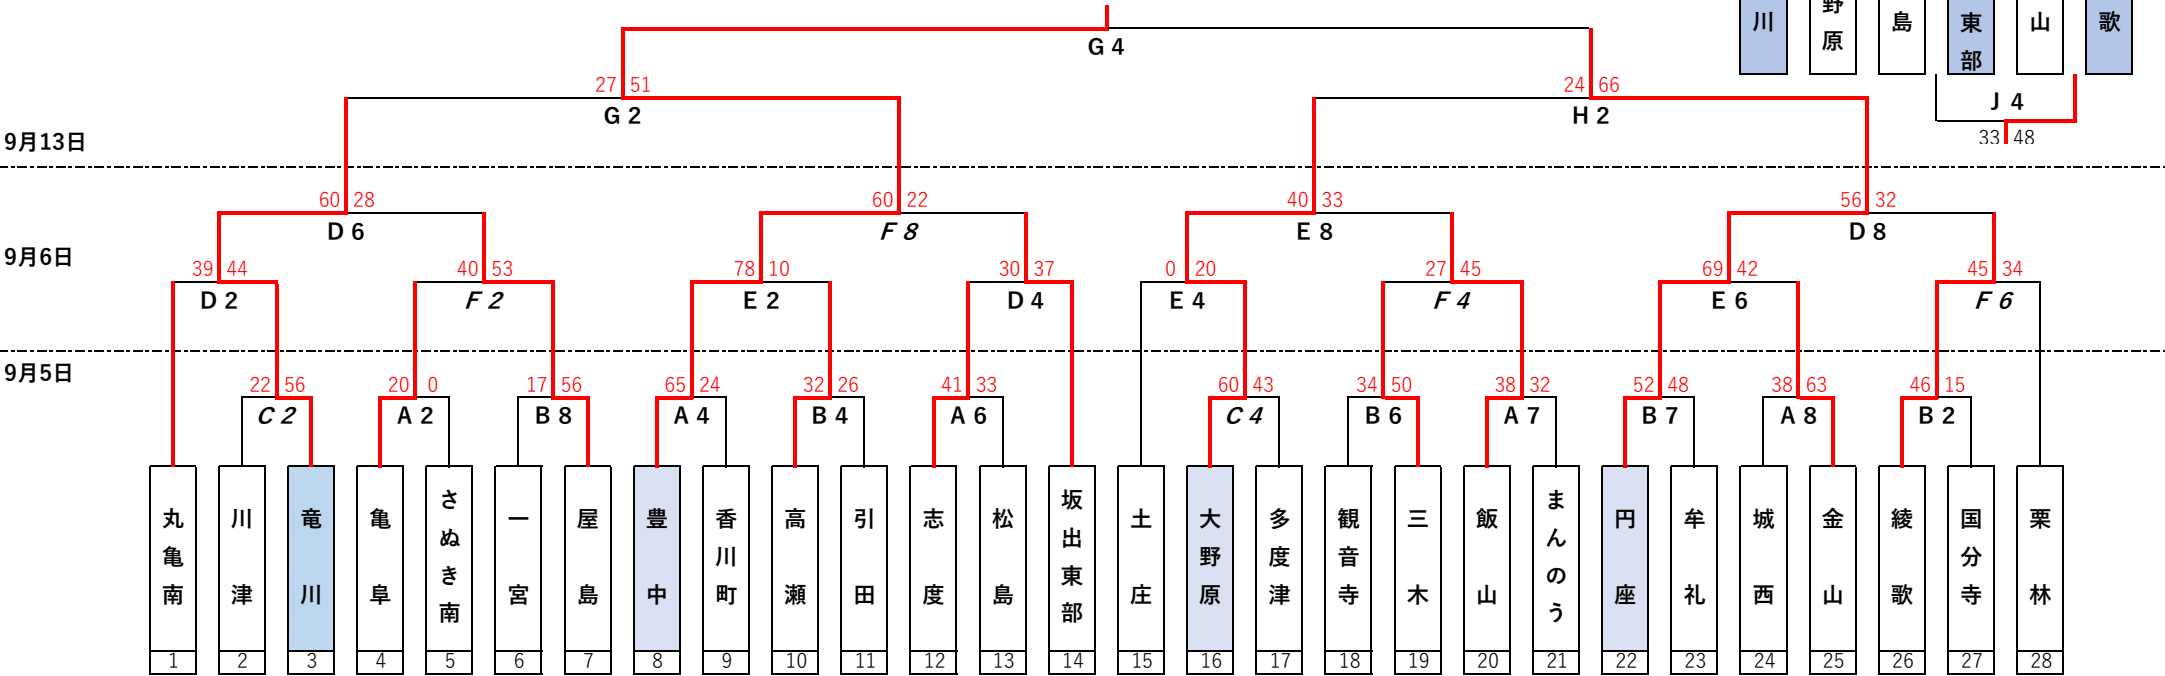 川 野原 島 東部 山 歌
G 4
27 51
24 66
G 2
H 2
J 4
33 48
9月13日
60 28
60 22
40 33
56 32
D 6
F 8
E 8
D 8
9月6日
39 44
40 53
78 10
30 37
0 20
27 45
69 42
45 34
D 2
F 2
E 2
D 4
E 4
F 4
E 6
F 6
9月5日
22 56
20 0
17 56
65 24
32 26
41 33
60 43
34 50
38 32
52 48
38 63
46 15
C 2
A 2
B 8
A 4
B 4
A 6
C 4
B 6
A 7
B 7
A 8
B 2
丸亀南
川津
竜川
亀阜
さぬき南
一宮
屋島
豊中
香川町
高瀬
引田
志度
松島
坂出東部
土庄
大野原
多度津
観音寺
三木
飯山
まんのう
円座
牟礼
城西
金山
綾歌
国分寺
栗林
1 2 3 4 5 6 7 8 9 10 11 12 13 14 15 16 17 18 19 20 21 22 23 24 25 26 27 28